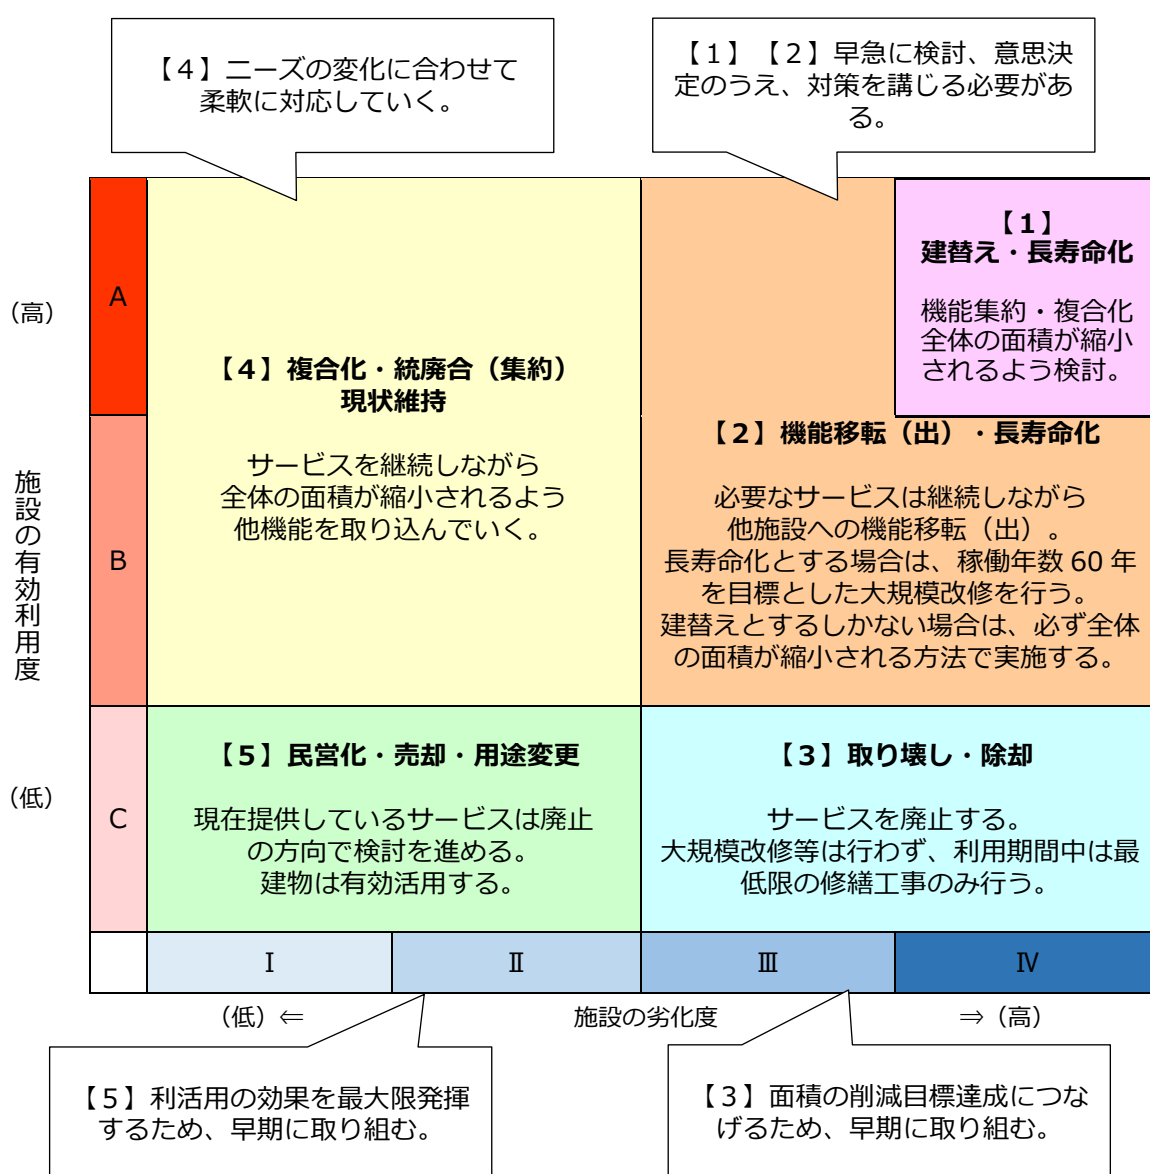 【４】ニーズの変化に合わせて
柔軟に対応していく。
【１】【２】早急に検討、意思決
定のうえ、対策を講じる必要があ
る。
（高）
A
【１】
建替え・長寿命化
機能集約・複合化
全体の面積が縮小
されるよう検討。
【４】複合化・統廃合（集約）
現状維持
サービスを継続しながら
全体の面積が縮小されるよう
他機能を取り込んでいく。
【２】機能移転（出）・長寿命化
必要なサービスは継続しながら
他施設への機能移転（出）。
長寿命化とする場合は、稼働年数 60 年
を目標とした大規模改修を行う。
建替えとするしかない場合は、必ず全体
の面積が縮小される方法で実施する。
施設の有効利用度
B
（低）
C
【５】民営化・売却・用途変更
現在提供しているサービスは廃止
の方向で検討を進める。
建物は有効活用する。
【３】取り壊し・除却
サービスを廃止する。
大規模改修等は行わず、利用期間中は最
低限の修繕工事のみ行う。
Ⅰ
Ⅱ
Ⅲ
Ⅳ
（低）⇐
施設の劣化度
⇒（高）
【５】利活用の効果を最大限発揮
するため、早期に取り組む。
【３】面積の削減目標達成につな
げるため、早期に取り組む。